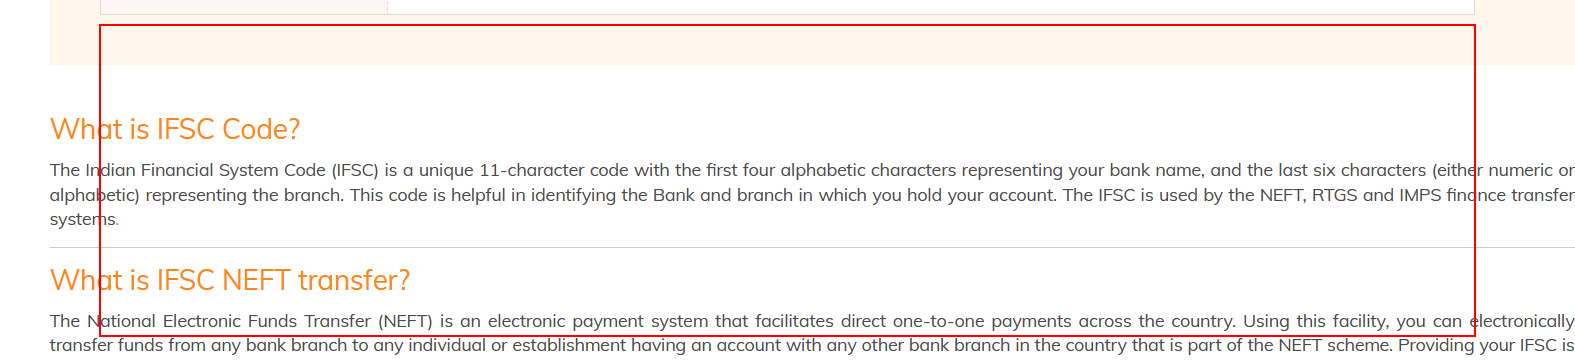 What is IFSC Code?
The Indian Financial System Code (IFSC) is a unique 11-character code with the first four alphabetic characters representing your bank name, and the last six characters (either numeric or
alphabetic) representing the branch. This code is helpful in identifying the Bank and branch in which you hold your account. The IFSC is used by the NEFT, RTGS and IMPS finance transfer
systems.
What is IFSC NEFT transfer?
The National Electronic Funds Transfer (NEFT) is an electronic payment system that facilitates direct one-to-one payments across the country. Using this facility, you can electronically
transfer funds from any bank branch to any individual or establishment having an account with any other bank branch in the country that is part of the NEFT scheme. Providing your IFSC is